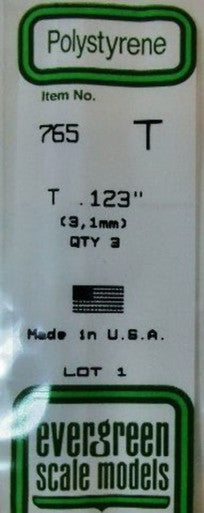 Polystyrene
Item No.
765 T
T .123"
(3,1mm)
QTY 3
Made in U.S.A.
LOT 1
evergreen
scale models